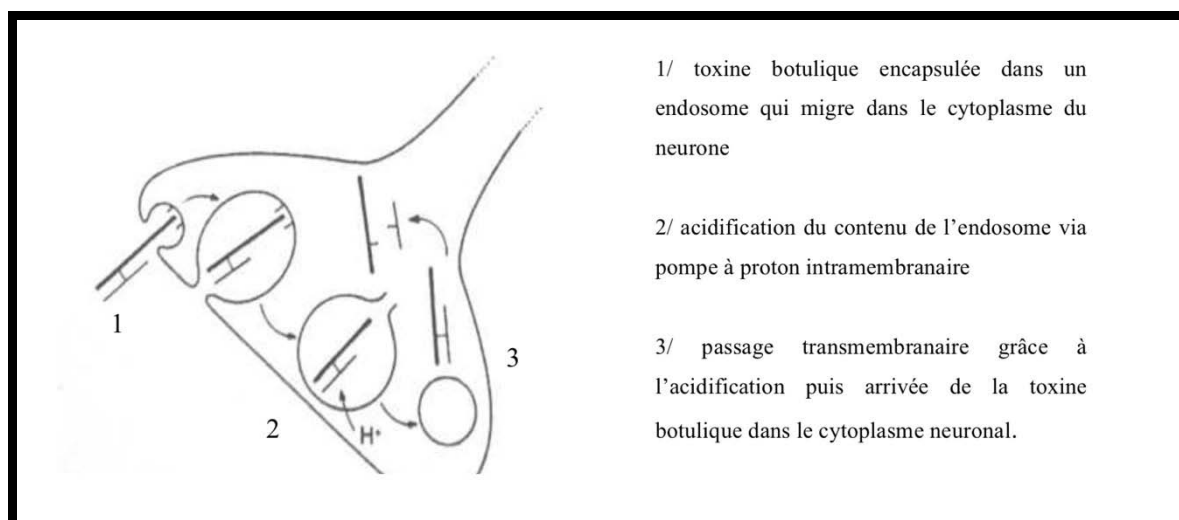 1/ toxine botulique encapsulée dans un
endosome qui migre dans le cytoplasme du
neurone
2/ acidification du contenu de l'endosome via
pompe à proton intramembranaire
3/ passage transmembranaire grâce à
l'acidification puis arrivée de la toxine
botulique dans le cytoplasme neuronal.
1
2
3
H+